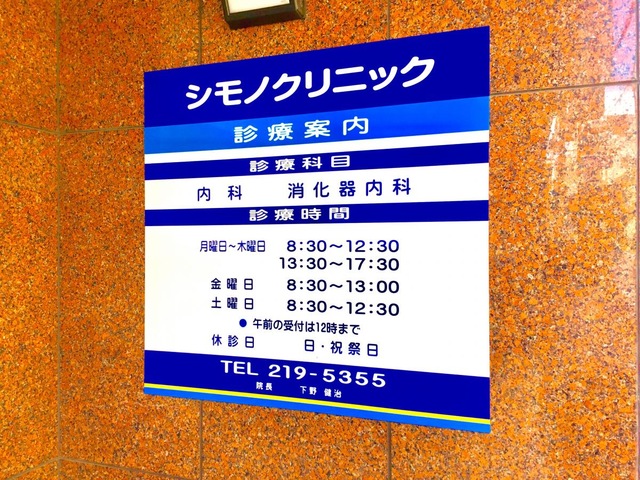 シモノクリニック
診療案内
診療科目
内科 消化器内科
診療時間
月曜日～木曜日 8:30～12:30
13:30～17:30
金曜日 8:30～13:00
土曜日 8:30～12:30
● 午前の受付は12時まで
休診日 日・祝祭日
TEL 219-5355
院長 下野 健治